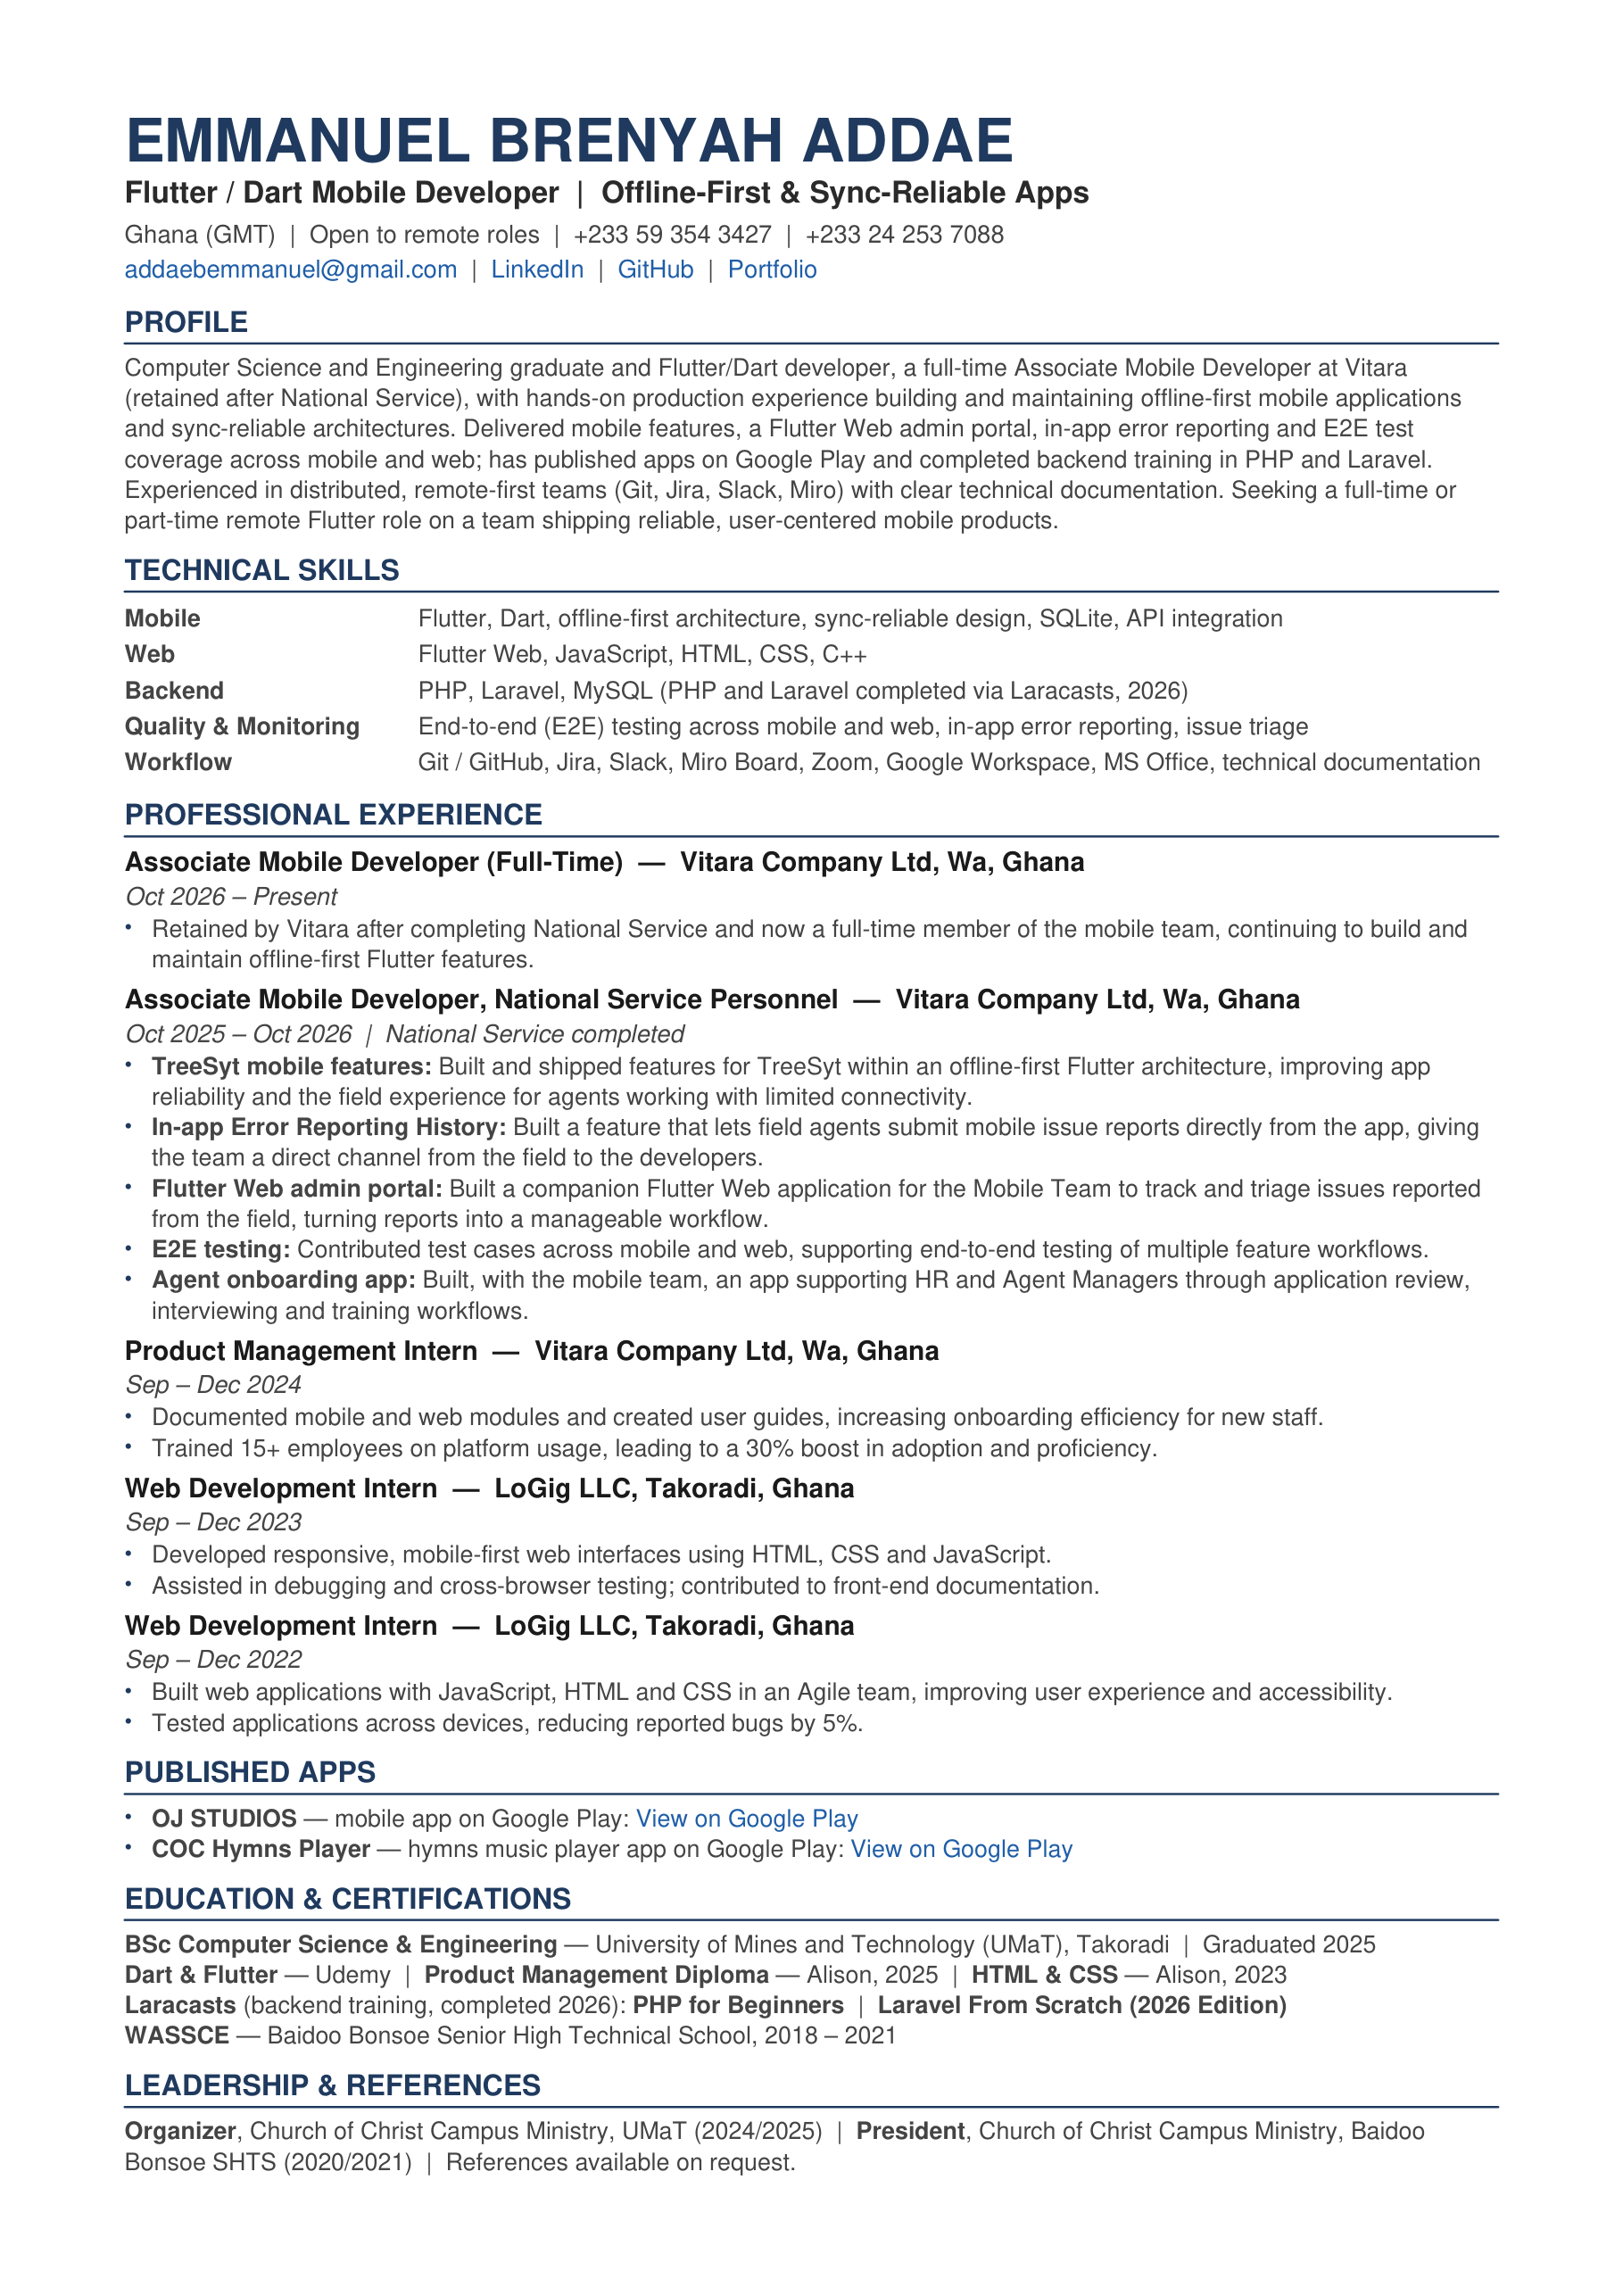 EMMANUEL BRENYAH ADDAE
Flutter / Dart Mobile Developer | Offline-First & Sync-Reliable Apps
Ghana (GMT) | Open to remote roles | +233 59 354 3427 | +233 24 253 7088
addaebemmanuel@gmail.com | LinkedIn | GitHub | Portfolio
PROFILE
Computer Science and Engineering graduate and Flutter/Dart developer, a full-time Associate Mobile Developer at Vitara
(retained after National Service), with hands-on production experience building and maintaining offline-first mobile applications
and sync-reliable architectures. Delivered mobile features, a Flutter Web admin portal, in-app error reporting and E2E test
coverage across mobile and web; has published apps on Google Play and completed backend training in PHP and Laravel.
Experienced in distributed, remote-first teams (Git, Jira, Slack, Miro) with clear technical documentation. Seeking a full-time or
part-time remote Flutter role on a team shipping reliable, user-centered mobile products.
TECHNICAL SKILLS
Mobile Flutter, Dart, offline-first architecture, sync-reliable design, SQLite, API integration
Web Flutter Web, JavaScript, HTML, CSS, C++
Backend PHP, Laravel, MySQL (PHP and Laravel completed via Laracasts, 2026)
Quality & Monitoring End-to-end (E2E) testing across mobile and web, in-app error reporting, issue triage
Workflow Git / GitHub, Jira, Slack, Miro Board, Zoom, Google Workspace, MS Office, technical documentation
PROFESSIONAL EXPERIENCE
Associate Mobile Developer (Full-Time) — Vitara Company Ltd, Wa, Ghana
Oct 2026 – Present
• Retained by Vitara after completing National Service and now a full-time member of the mobile team, continuing to build and
maintain offline-first Flutter features.
Associate Mobile Developer, National Service Personnel — Vitara Company Ltd, Wa, Ghana
Oct 2025 – Oct 2026 | National Service completed
• TreeSyt mobile features: Built and shipped features for TreeSyt within an offline-first Flutter architecture, improving app
reliability and the field experience for agents working with limited connectivity.
• In-app Error Reporting History: Built a feature that lets field agents submit mobile issue reports directly from the app, giving
the team a direct channel from the field to the developers.
• Flutter Web admin portal: Built a companion Flutter Web application for the Mobile Team to track and triage issues reported
from the field, turning reports into a manageable workflow.
• E2E testing: Contributed test cases across mobile and web, supporting end-to-end testing of multiple feature workflows.
• Agent onboarding app: Built, with the mobile team, an app supporting HR and Agent Managers through application review,
interviewing and training workflows.
Product Management Intern — Vitara Company Ltd, Wa, Ghana
Sep – Dec 2024
• Documented mobile and web modules and created user guides, increasing onboarding efficiency for new staff.
• Trained 15+ employees on platform usage, leading to a 30% boost in adoption and proficiency.
Web Development Intern — LoGig LLC, Takoradi, Ghana
Sep – Dec 2023
• Developed responsive, mobile-first web interfaces using HTML, CSS and JavaScript.
• Assisted in debugging and cross-browser testing; contributed to front-end documentation.
Web Development Intern — LoGig LLC, Takoradi, Ghana
Sep – Dec 2022
• Built web applications with JavaScript, HTML and CSS in an Agile team, improving user experience and accessibility.
• Tested applications across devices, reducing reported bugs by 5%.
PUBLISHED APPS
• OJ STUDIOS — mobile app on Google Play: View on Google Play
• COC Hymns Player — hymns music player app on Google Play: View on Google Play
EDUCATION & CERTIFICATIONS
BSc Computer Science & Engineering — University of Mines and Technology (UMaT), Takoradi | Graduated 2025
Dart & Flutter — Udemy | Product Management Diploma — Alison, 2025 | HTML & CSS — Alison, 2023
Laracasts (backend training, completed 2026): PHP for Beginners | Laravel From Scratch (2026 Edition)
WASSCE — Baidoo Bonsoe Senior High Technical School, 2018 – 2021
LEADERSHIP & REFERENCES
Organizer, Church of Christ Campus Ministry, UMaT (2024/2025) | President, Church of Christ Campus Ministry, Baidoo
Bonsoe SHTS (2020/2021) | References available on request.